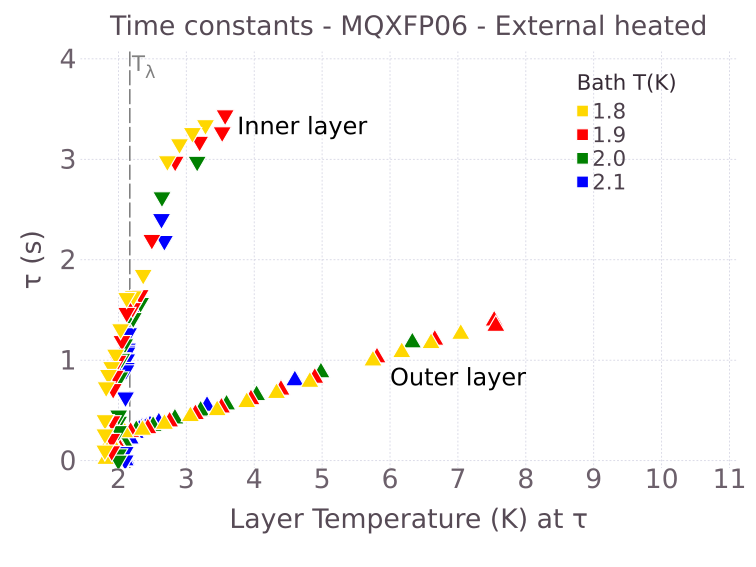 Time constants - MQXFP06 - External heated
4
Tλ
Bath T(K)
1.8
1.9
2.0
2.1
Inner layer
3
τ (s)
2
1
Outer layer
0
2 3 4 5 6 7 8 9 10 11
Layer Temperature (K) at τ